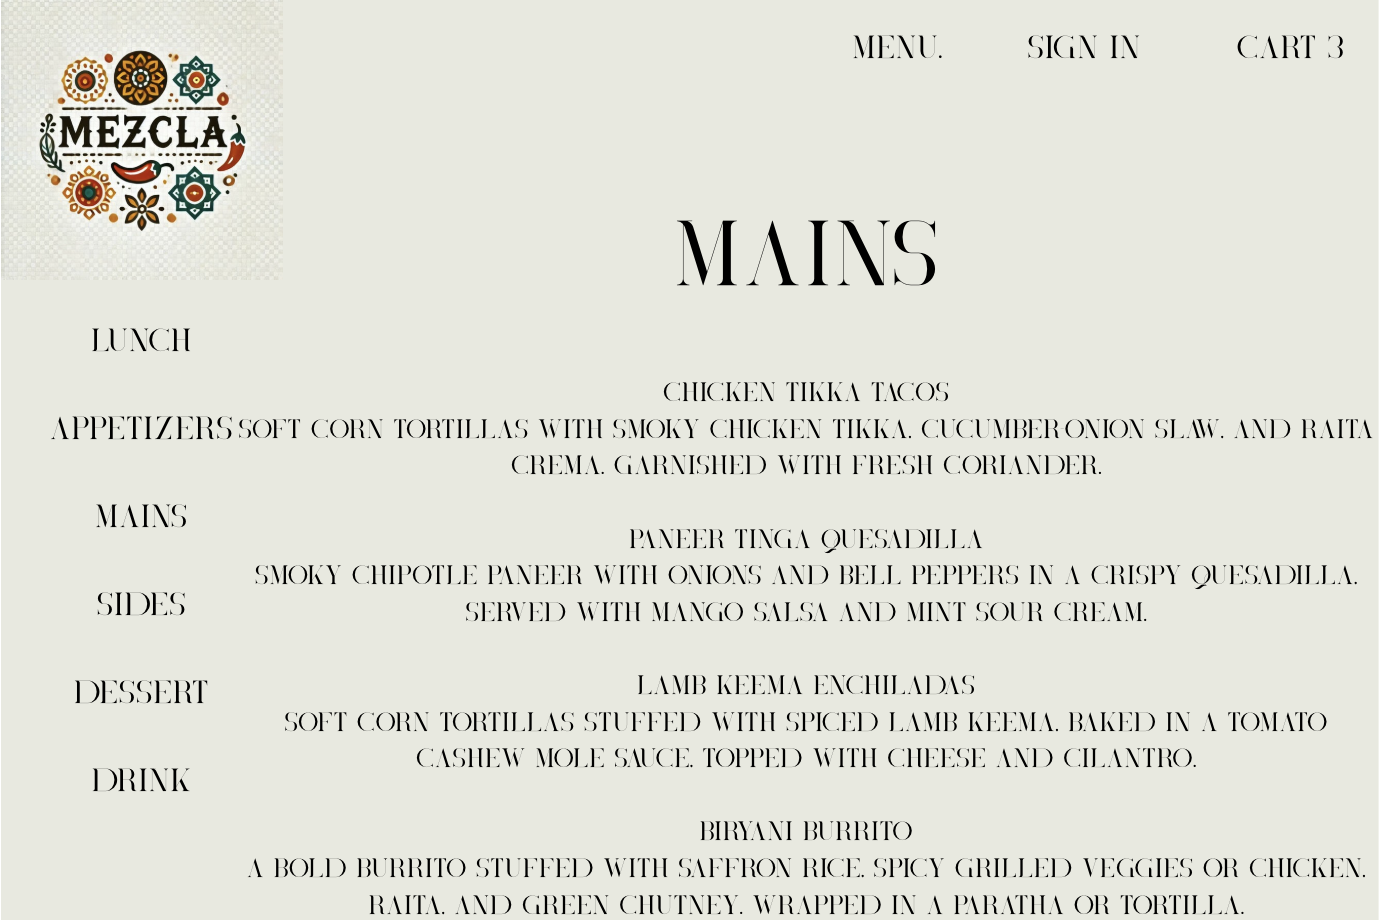 MEZCLA
MENU.
SIGN IN
CART 3
MAINS
LUNCH
APPETIZERS
MAINS
SIDES
DESSERT
DRINK
CHICKEN TIKKA TACOS
SOFT CORN TORTILLAS WITH SMOKY CHICKEN TIKKA. CUCUMBER ONION SLAW. AND RAITA
CREMA. GARNISHED WITH FRESH CORIANDER.
PANEER TINGA QUESADILLA
SMOKY CHIPOTLE PANEER WITH ONIONS AND BELL PEPPERS IN A CRISPY QUESADILLA.
SERVED WITH MANGO SALSA AND MINT SOUR CREAM.
LAMB KEEMA ENCHILADAS
SOFT CORN TORTILLAS STUFFED WITH SPICED LAMB KEEMA. BAKED IN A TOMATO
CASHEW MOLE SAUCE. TOPPED WITH CHEESE AND CILANTRO.
BIRYANI BURRITO
A BOLD BURRITO STUFFED WITH SAFFRON RICE. SPICY GRILLED VEGGIES OR CHICKEN.
RAITA. AND GREEN CHUTNEY. WRAPPED IN A PARATHA OR TORTILLA.